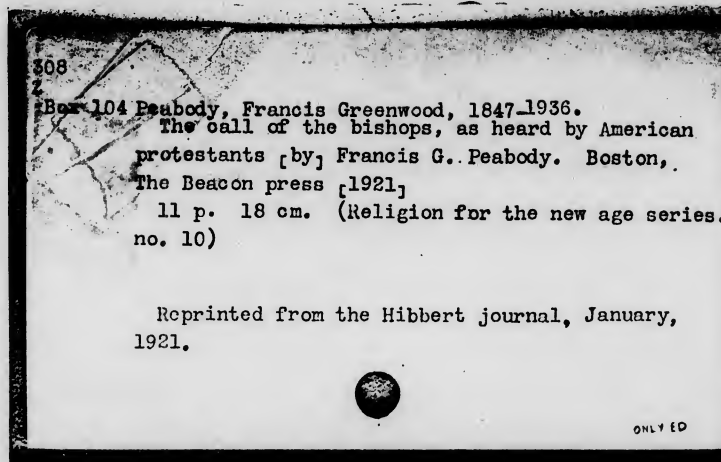 308
Z
Box 104 Peabody, Francis Greenwood, 1847-1936.
The call of the bishops, as heard by American
protestants [by] Francis G. Peabody. Boston,
The Beacon press [1921]
11 p. 18 cm. (Religion for the new age series.
no. 10)
Reprinted from the Hibbert journal, January,
1921.
ONLY ED